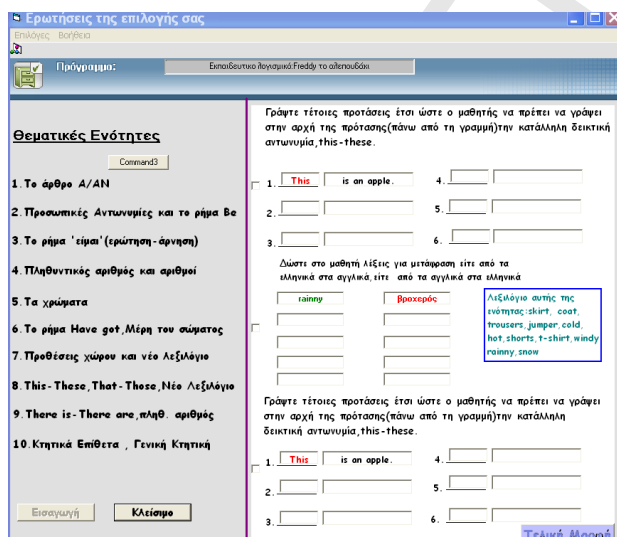 Ερωτήσεις της επιλογής σας
Επιλόγες Βοήθεια
Πρόγραμμα: Εκπαιδευτικο λογισμικό:Freddy το αλεπουδάκι
Θεματικές Ενότητες
Command3
1.Το άρθρο A/AN
2.Προσωπικές Αντωνυμίες και το ρήμα Be
3.Το ρήμα 'είμαι'(ερώτηση-άρνηση)
4.Πληθυντικός αριθμός και αριθμοί
5.Τα χρώματα
6.Το ρήμα Have got,Μέρη του σώματος
7.Προθέσεις χώρου και νέο λεξιλόγιο
8.This-These,That-Those,Νέο Λεξιλόγιο
9.There is-There are,πληθ. αριθμός
10.Κτητικά Επίθετα , Γενική Κτητική
Εισαγωγή Κλείσιμο
Γράψτε τέτοιες προτάσεις έτσι ώστε ο μαθητής να πρέπει να γράψει
στην αρχή της πρότασης(πάνω από τη γραμμή)την κατάλληλη δεικτική
αντωνυμία,this-these.
1. This is an apple. 4.
2. 5.
3. 6.
Δώστε στο μαθητή λέξεις για μετάφραση είτε από τα
ελληνικά στα αγγλικά,είτε από τα αγγλικά στα ελληνικά
rainny βροχερός
Λεξιλόγιο αυτής της
ενότητας:skirt, coat,
trousers,jumper,cold,
hot,shorts,t-shirt,windy
rainny,snow
Γράψτε τέτοιες προτάσεις έτσι ώστε ο μαθητής να πρέπει να γράψει
στην αρχή της πρότασης(πάνω από τη γραμμή)την κατάλληλη
δεικτική αντωνυμία,this-these.
1. This is an apple. 4.
2. 5.
3. 6.
Τελική Μορφή